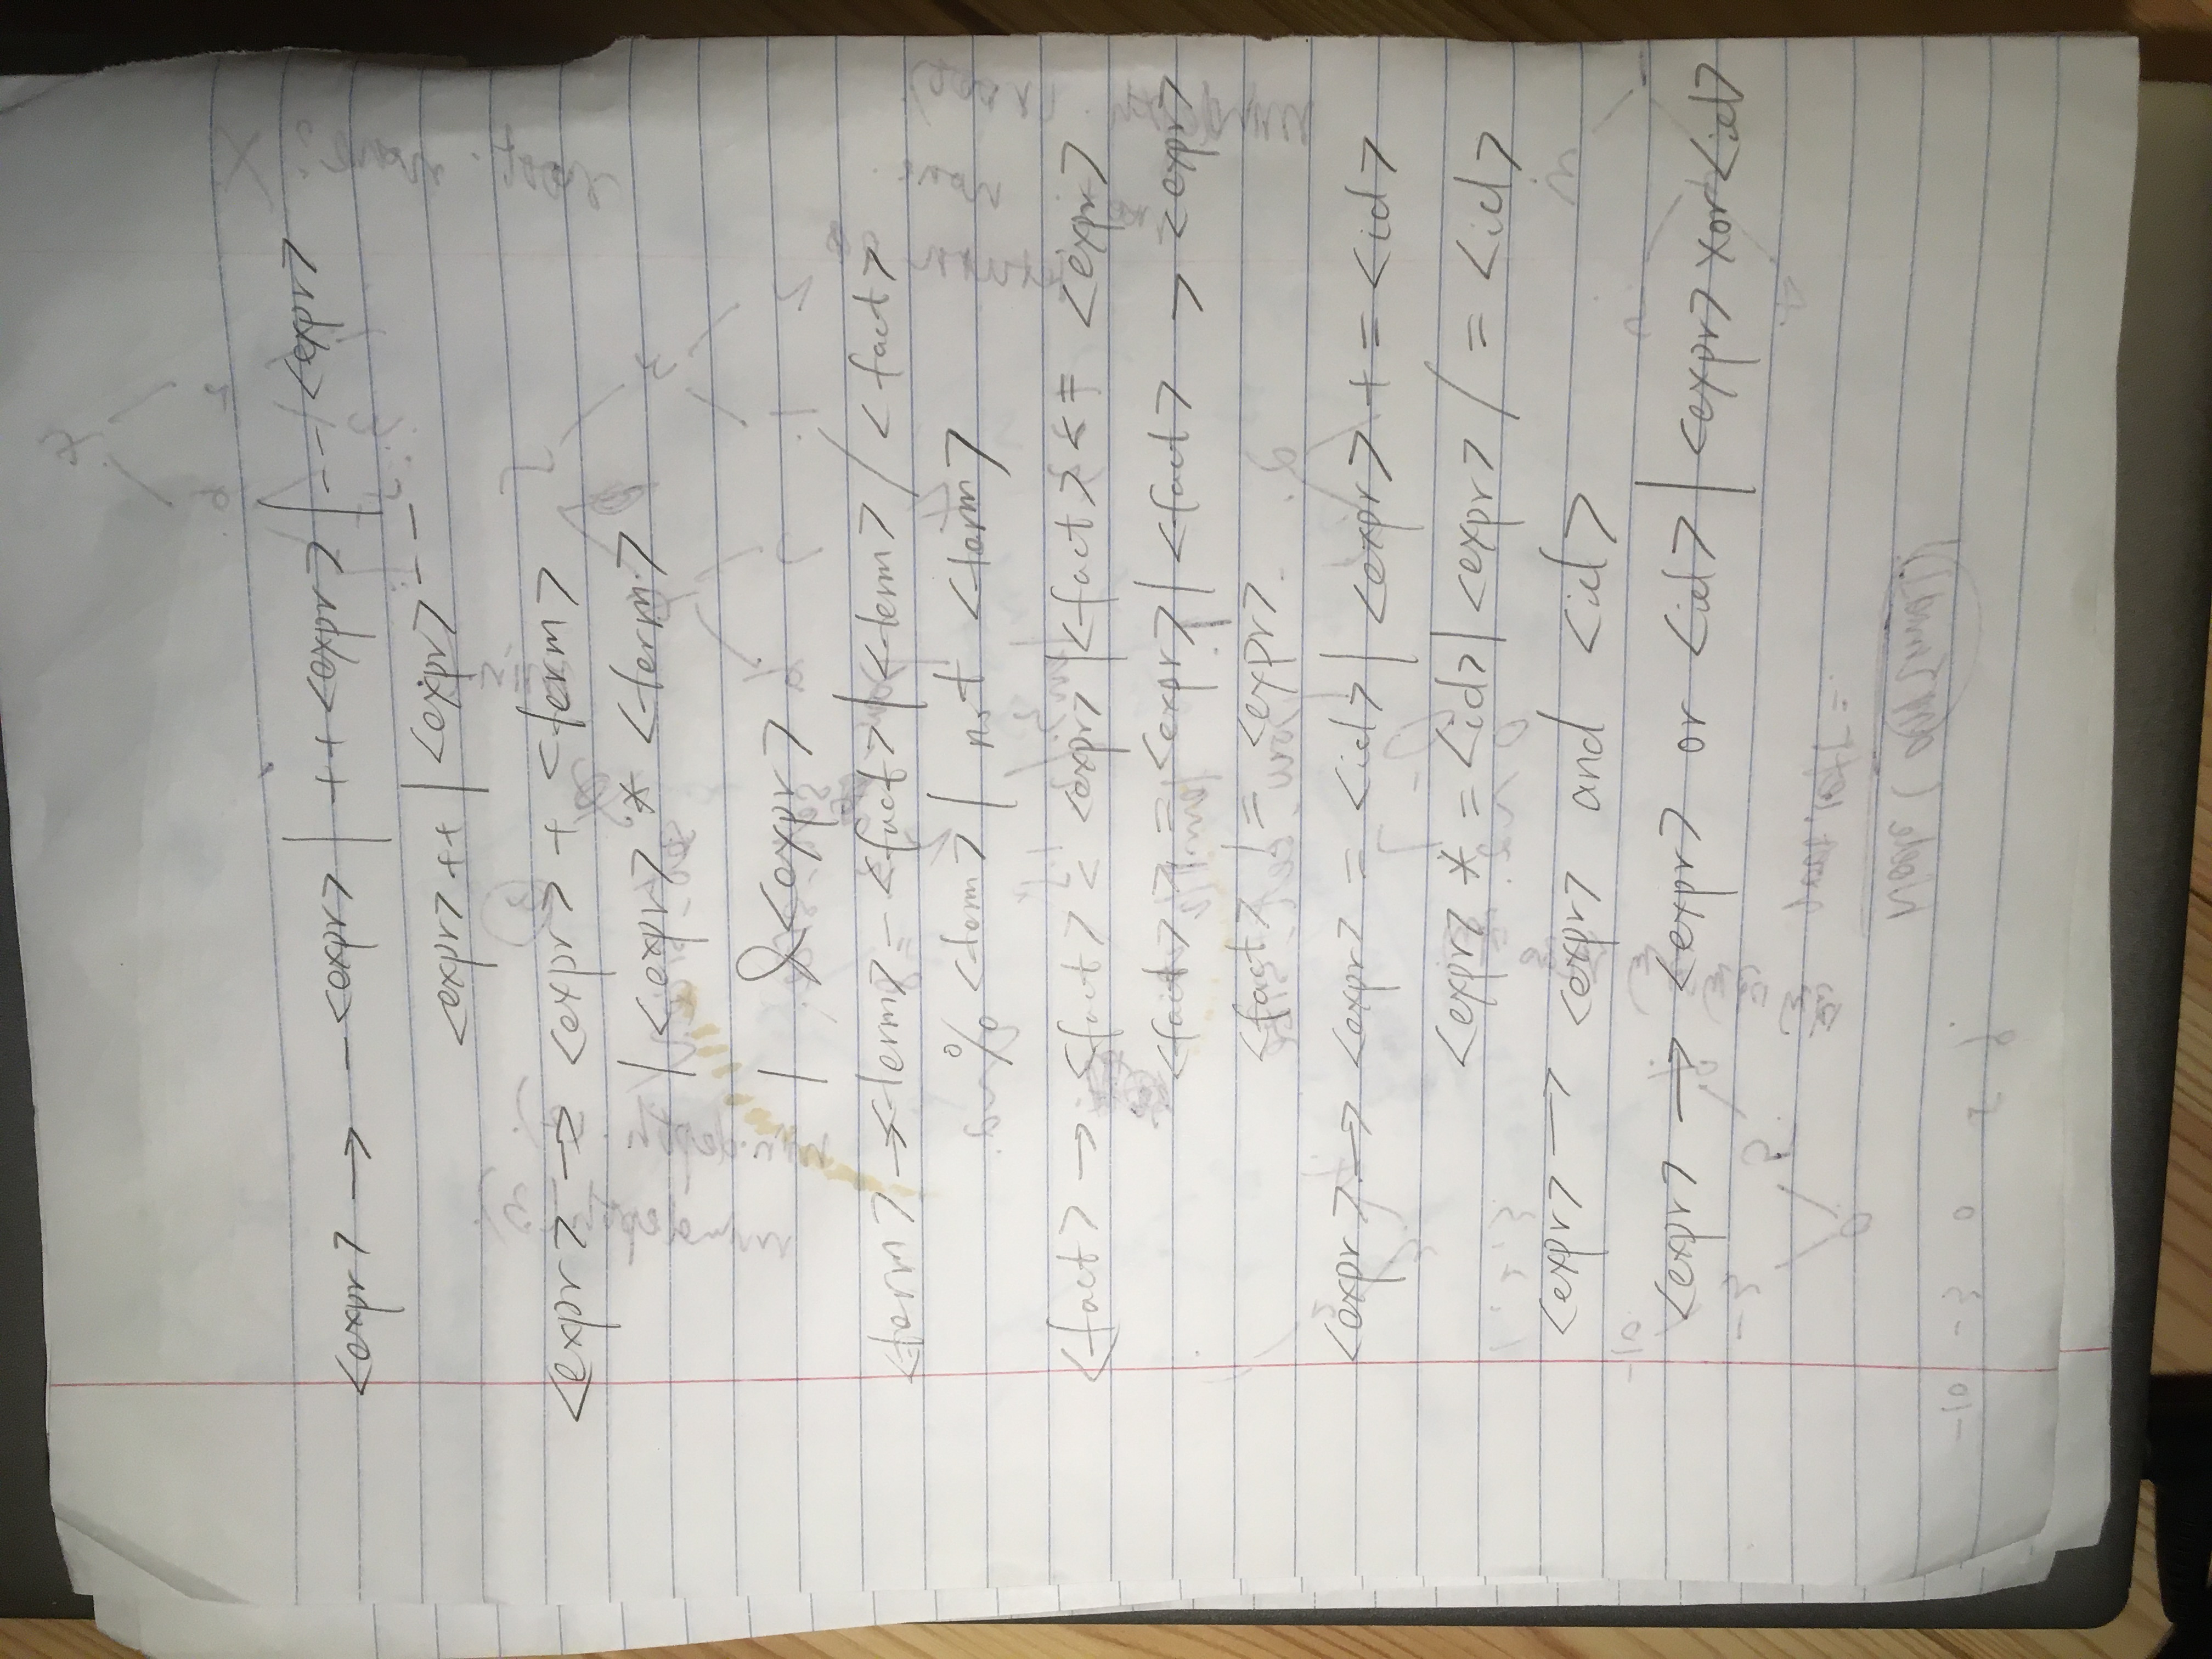 <expr> → - <expr> | ++ <expr> | -- <expr>
<expr> ++ | <expr> --
<expr> → <expr> + <term>
| <expr> * <term>
| &<expr>
<term> → <term> - <fact> | <term> / <fact>
% <term> | not <term>
<fact> → <fact> < <expr> | <fact> <= <expr>
<fact> >= <expr> | <fact> > <expr>
<fact> != <expr>
<expr> → <expr> = <id> | <expr> += <id>
<expr> *= <id> | <expr> /= <id>
<expr> → <expr> and <id>
<expr> → <expr> or <id> | <expr> xor <id>